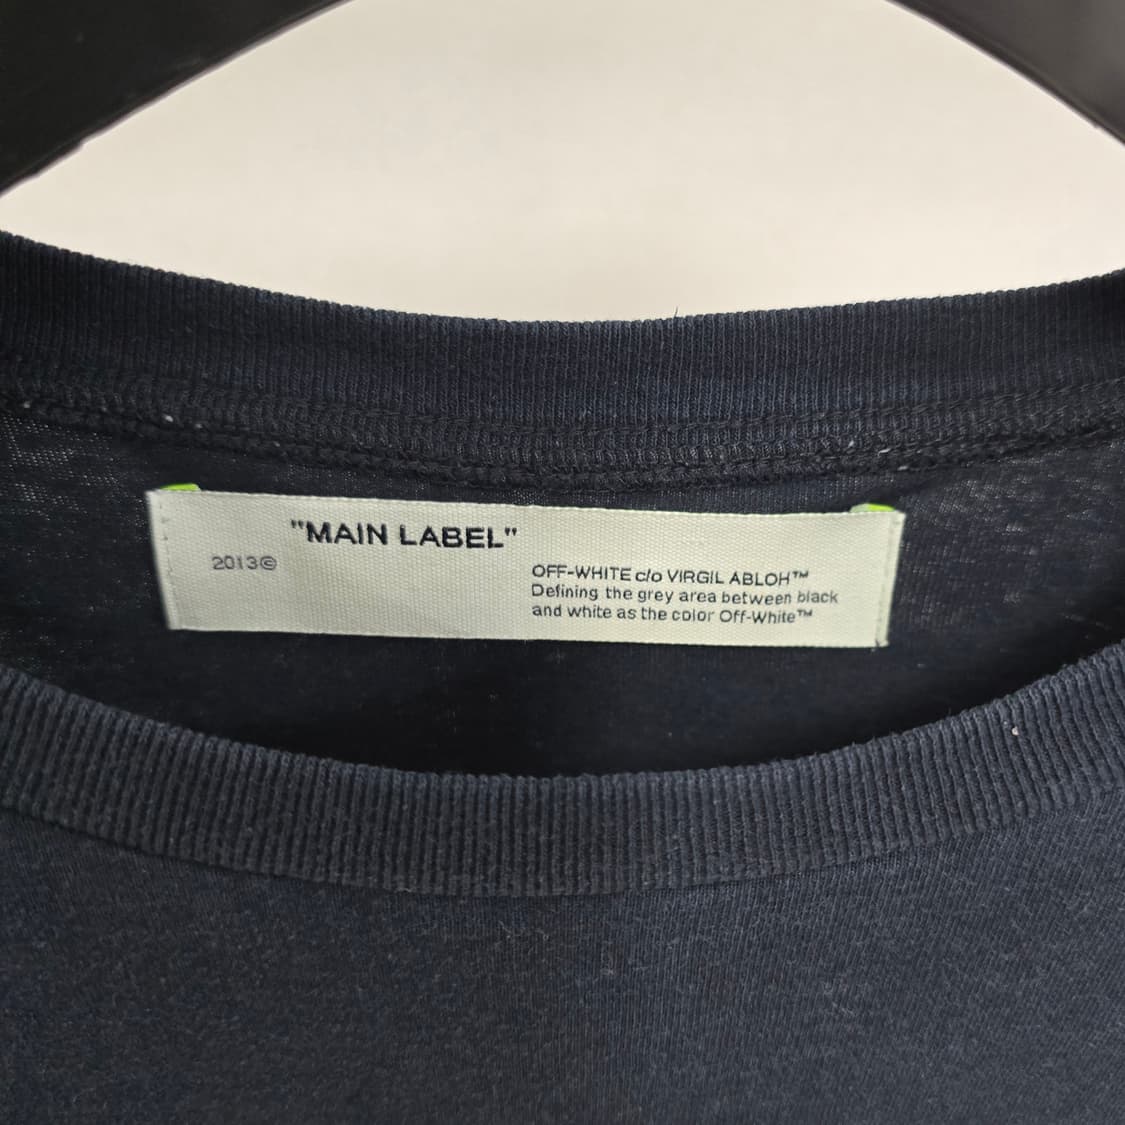 "MAIN LABEL"
2013©
OFF-WHITE c/o VIRGIL ABLOH™
Defining the grey area between black
and white as the color Off-White™